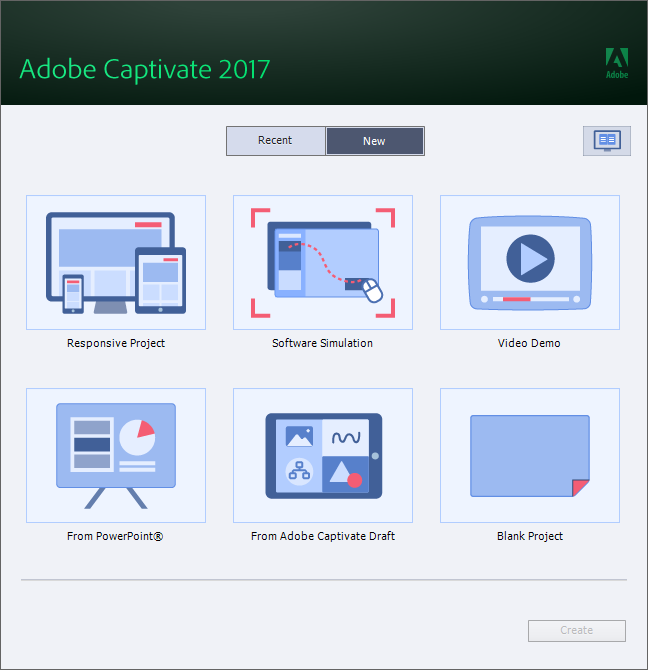 Adobe Captivate 2017
Adobe
Recent
New
Responsive Project
Software Simulation
Video Demo
From PowerPoint®
From Adobe Captivate Draft
Blank Project
Create